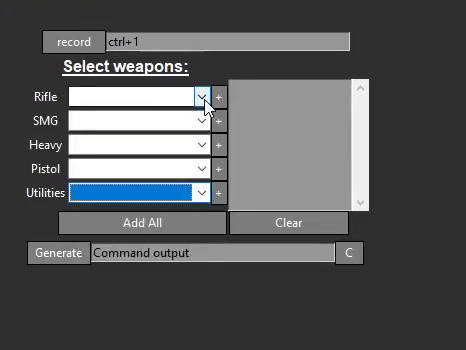 record ctrl+1
Select weapons:
Rifle +
SMG +
Heavy +
Pistol +
Utilities +
Add All Clear
Generate Command output C